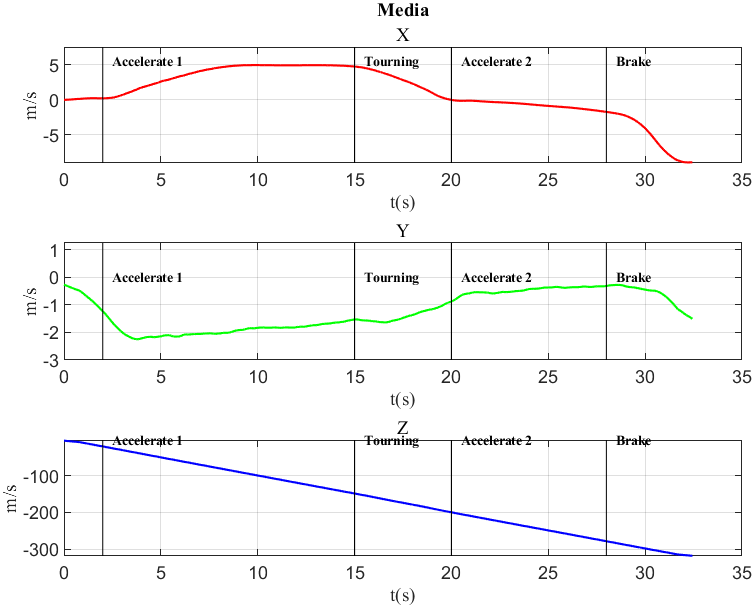 Media
X
Accelerate 1 Tourning Accelerate 2 Brake
5
0
-5
m/s
0 5 10 15 20 25 30 35
t(s)
Y
1
Accelerate 1 Tourning Accelerate 2 Brake
0
-1
-2
-3
m/s
0 5 10 15 20 25 30 35
t(s)
Z
Accelerate 1 Tourning Accelerate 2 Brake
-100
-200
-300
m/s
0 5 10 15 20 25 30 35
t(s)